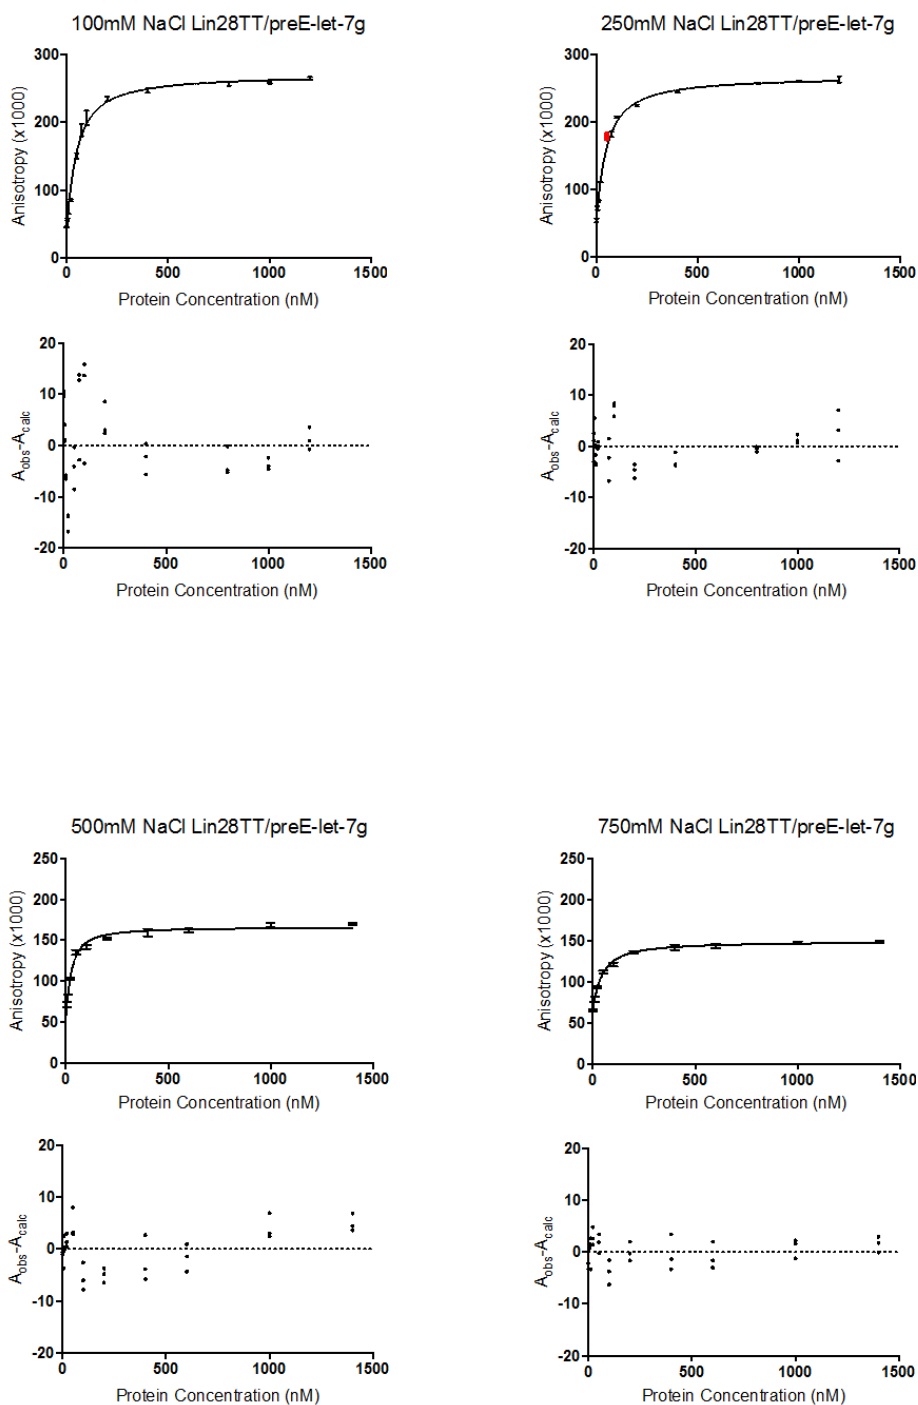 100mM NaCl Lin28TT/preE-let-7g
300
200
100
0
0 500 1000 1500
Anisotropy (x1000)
Protein Concentration (nM)
20
10
0
-10
-20
0 500 1000 1500
Aobs-Acalc
Protein Concentration (nM)
250mM NaCl Lin28TT/preE-let-7g
300
200
100
0
0 500 1000 1500
Anisotropy (x1000)
Protein Concentration (nM)
20
10
0
-10
-20
0 500 1000 1500
Aobs-Acalc
Protein Concentration (nM)
500mM NaCl Lin28TT/preE-let-7g
250
200
150
100
50
0
0 500 1000 1500
Anisotropy (x1000)
Protein Concentration (nM)
20
10
0
-10
-20
0 500 1000 1500
Aobs-Acalc
Protein Concentration (nM)
750mM NaCl Lin28TT/preE-let-7g
250
200
150
100
50
0
0 500 1000 1500
Anisotropy (x1000)
Protein Concentration (nM)
20
10
0
-10
-20
0 500 1000 1500
Aobs-Acalc
Protein Concentration (nM)